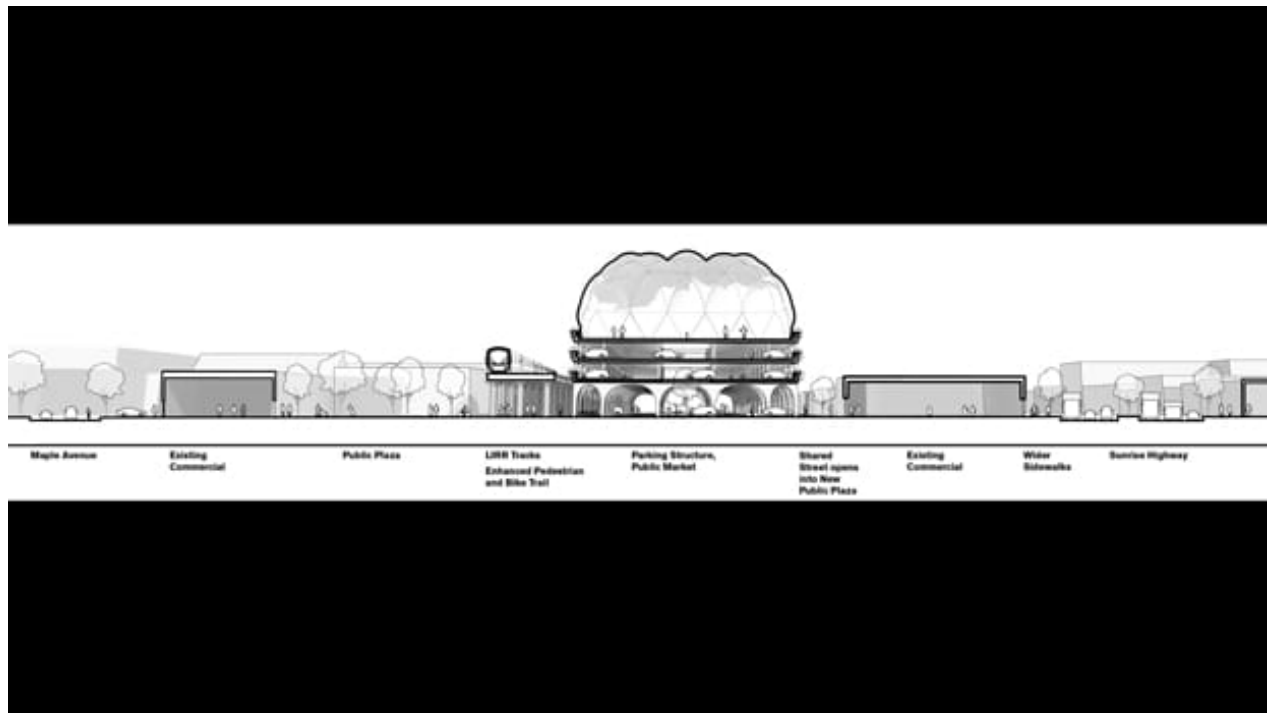 Maple Avenue
Existing
Commercial
Public Plaza
LIRR Tracks
Enhanced Pedestrian
and Bike Trail
Parking Structure,
Public Market
Shared
Street opens
into New
Public Plaza
Existing
Commercial
Wider
Sidewalks
Sunrise Highway